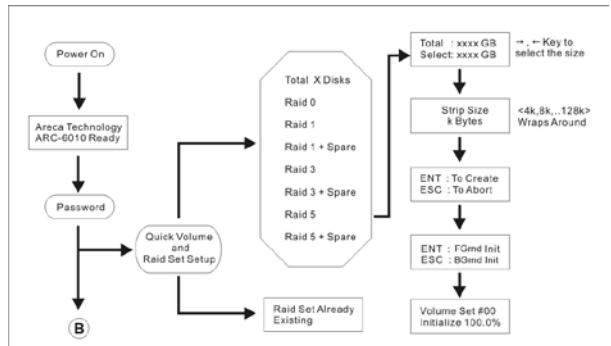 Power On
Areca Technology
ARC-6010 Ready
Password
B
Quick Volume
and
Raid Set Setup
Total X Disks
Raid 0
Raid 1
Raid 1 + Spare
Raid 3
Raid 3 + Spare
Raid 5
Raid 5 + Spare
Raid Set Already
Existing
Total : xxxx GB
Select: xxxx GB
→ , ← Key to
select the size
Strip Size
k Bytes
<4k,8k,..128k>
Wraps Around
ENT : To Create
ESC : To Abort
ENT : FGrnd Init
ESC : BGrnd Init
Volume Set #00
Initialize 100.0%